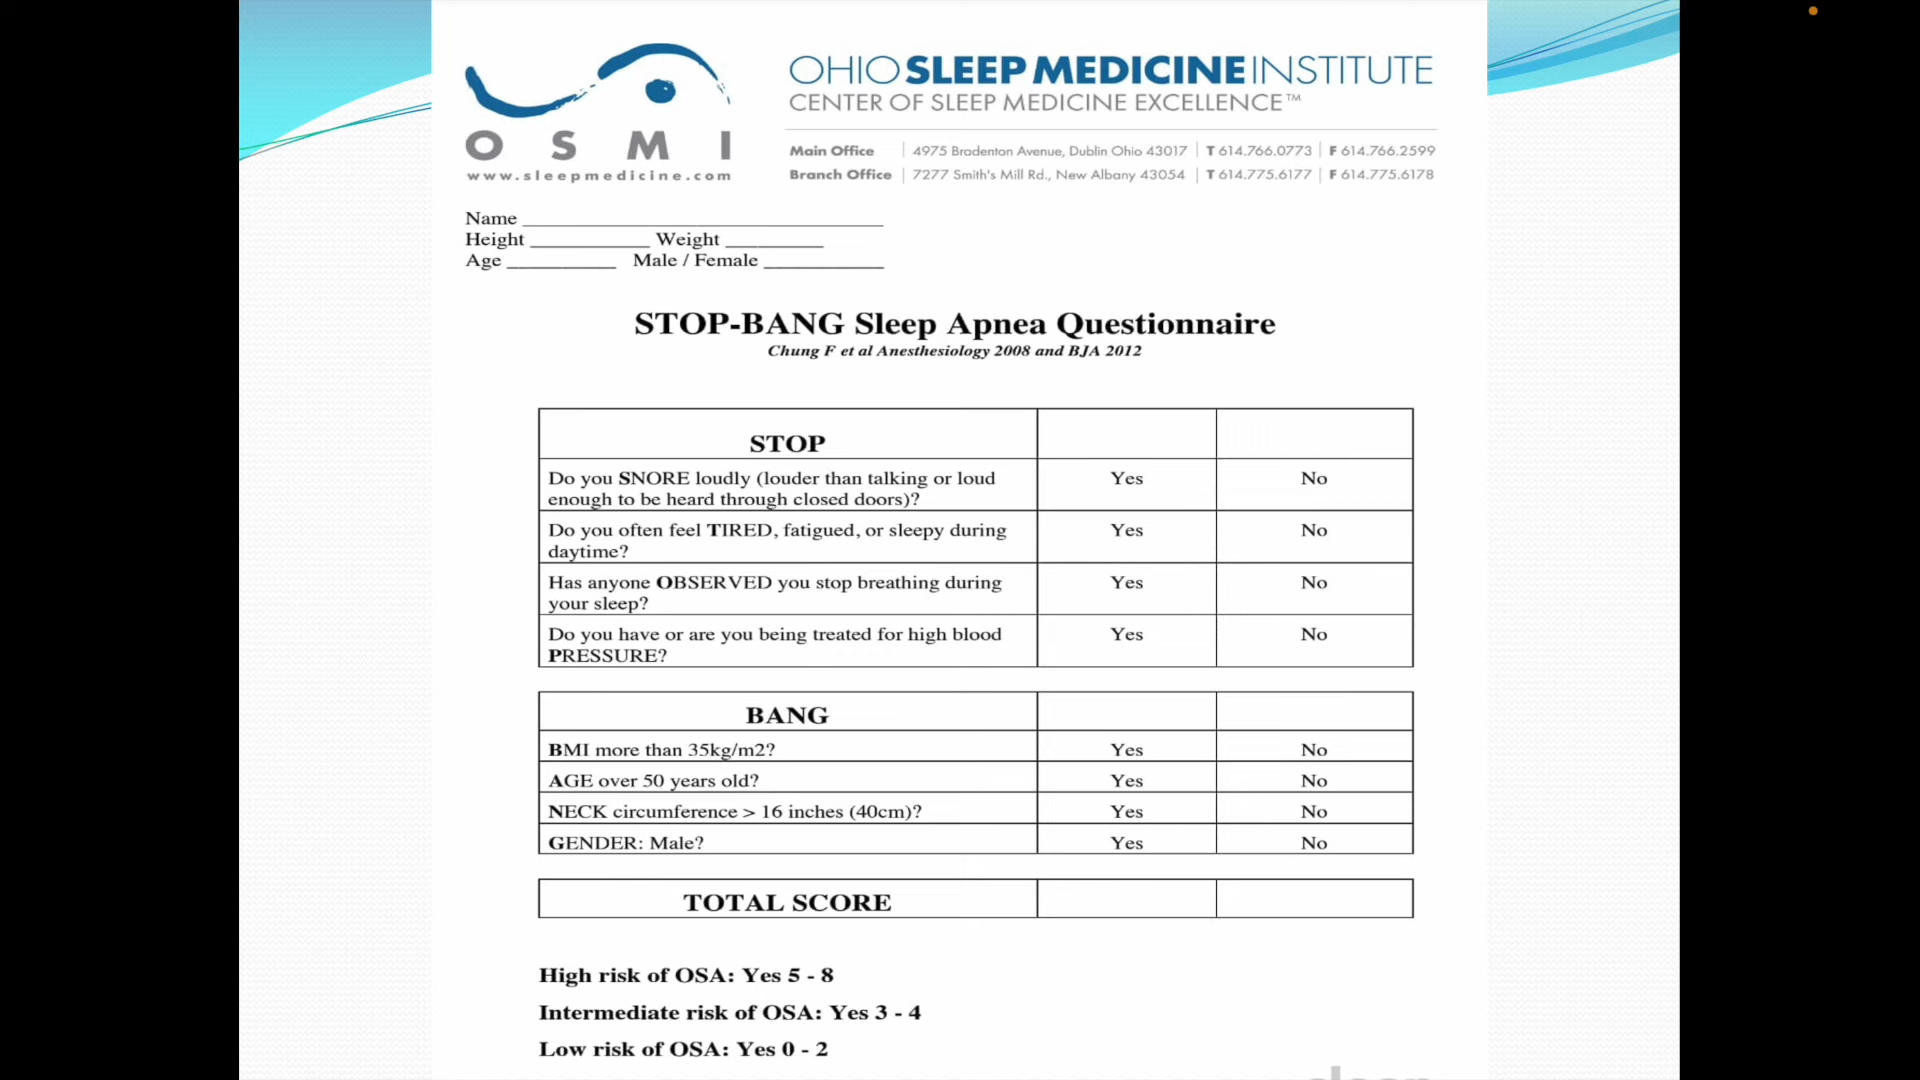 OHIO SLEEP MEDICINE INSTITUTE
CENTER OF SLEEP MEDICINE EXCELLENCE™
O S M I
www.sleepmedicine.com
Main Office | 4975 Bradenton Avenue, Dublin Ohio 43017 | T 614.766.0773 | F 614.766.2599
Branch Office | 7277 Smith's Mill Rd., New Albany 43054 | T 614.775.6177 | F 614.775.6178
Name
Height Weight
Age Male / Female
STOP-BANG Sleep Apnea Questionnaire
Chung F et al Anesthesiology 2008 and BJA 2012
STOP
Do you SNORE loudly (louder than talking or loud Yes No
enough to be heard through closed doors)?
Do you often feel TIRED, fatigued, or sleepy during Yes No
daytime?
Has anyone OBSERVED you stop breathing during Yes No
your sleep?
Do you have or are you being treated for high blood Yes No
PRESSURE?
BANG
BMI more than 35kg/m2? Yes No
AGE over 50 years old? Yes No
NECK circumference > 16 inches (40cm)? Yes No
GENDER: Male? Yes No
TOTAL SCORE
High risk of OSA: Yes 5 - 8
Intermediate risk of OSA: Yes 3 - 4
Low risk of OSA: Yes 0 - 2